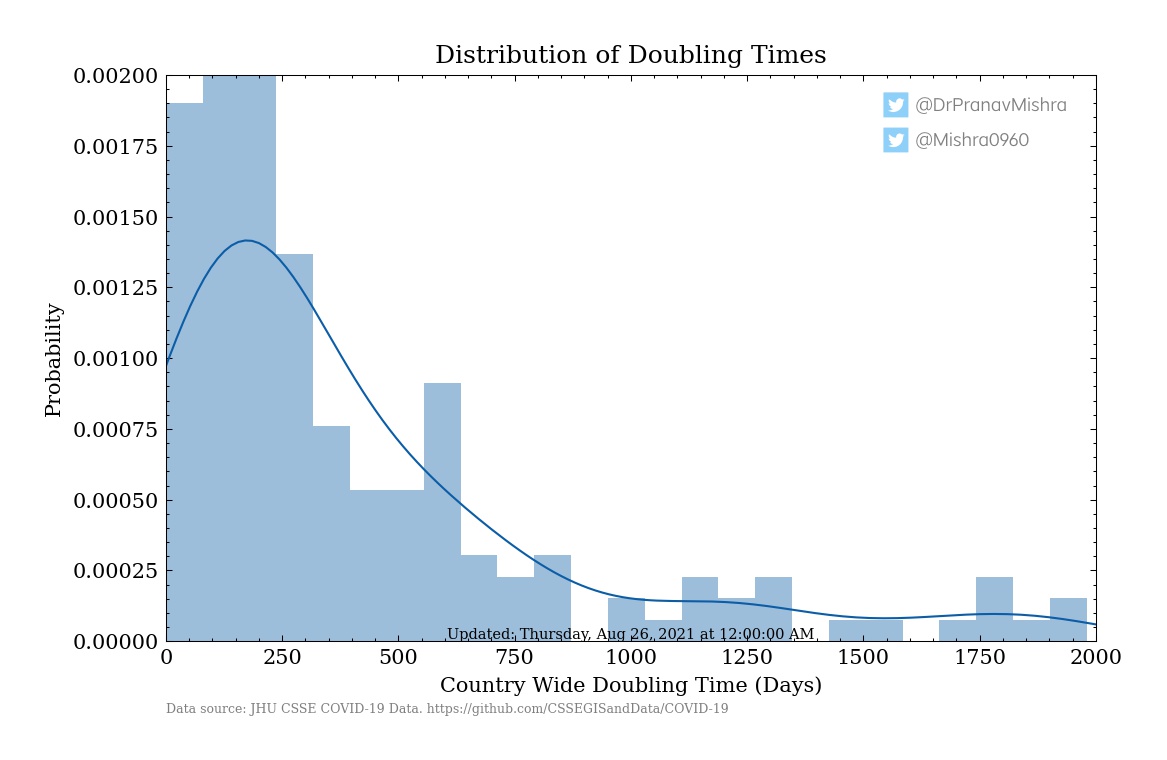 Distribution of Doubling Times
@DrPranavMishra
@Mishra0960
0.00200
0.00175
0.00150
0.00125
0.00100
0.00075
0.00050
0.00025
0.00000
Probability
Updated: Thursday, Aug 26, 2021 at 12:00:00 AM
0 250 500 750 1000 1250 1500 1750 2000
Country Wide Doubling Time (Days)
Data source: JHU CSSE COVID-19 Data. https://github.com/CSSEGISandData/COVID-19